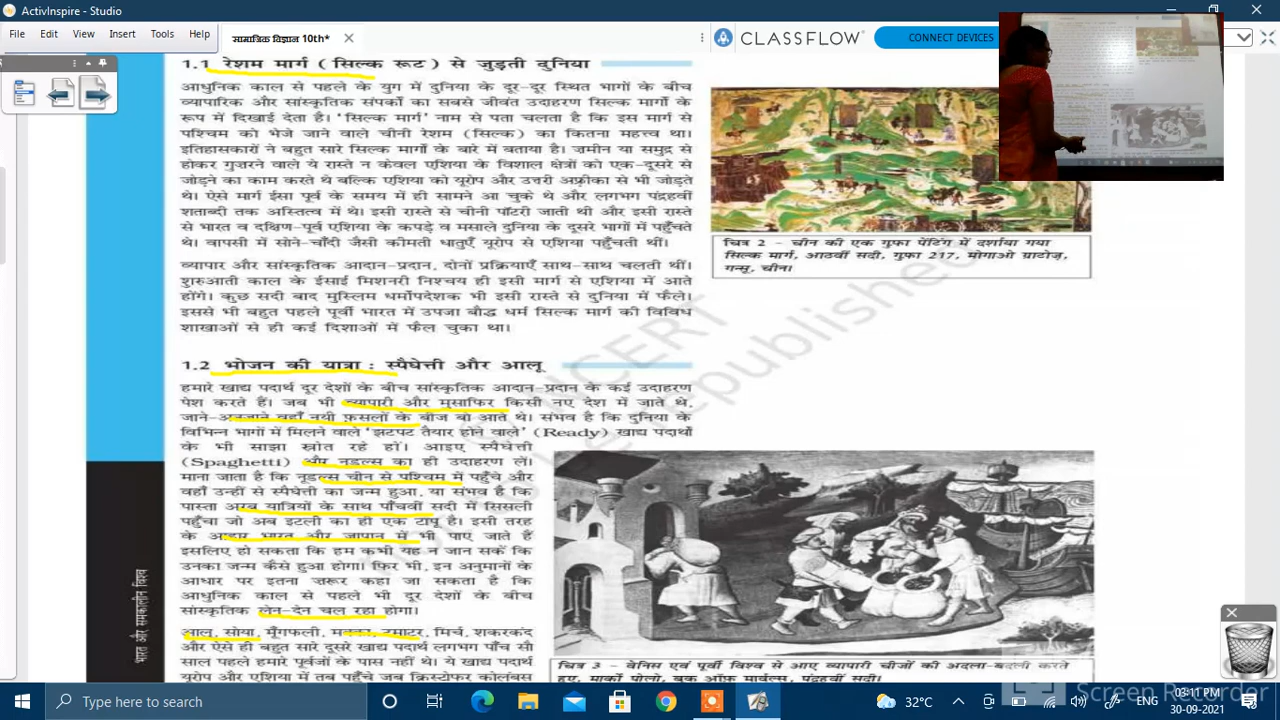 ActivInspire - Studio
File Edit View Insert Tools Help
सामाजिक विज्ञान 10th*
CLASSFLOW
CONNECT DEVICES
1.1 रेशम मार्ग (सिल्क रूट) से जुड़ती दुनिया
आधुनिक काल से पहले के युग में दुनिया के दूर-दूर स्थित भागों के बीच
व्यापारिक और सांस्कृतिक संपर्कों का सबसे जीवंत उदाहरण सिल्क मार्गों के
रूप में दिखाई देता है। 'सिल्क मार्ग' नाम से पता चलता है कि इस मार्ग से
पश्चिम को भेजे जाने वाले चीनी रेशम (सिल्क) का कितना महत्त्व था।
इतिहासकारों ने बहुत सारे सिल्क मार्गों के बारे में बताया है। ज़मीन या समुद्र से
होकर गुज़रने वाले ये रास्ते न केवल एशिया के विशाल क्षेत्रों को एक-दूसरे से
जोड़ने का काम करते थे बल्कि एशिया को यूरोप और उत्तरी अफ़्रीका से भी जोड़ते
थे। ऐसे मार्ग ईसा पूर्व के समय में ही सामने आ चुके थे और लगभग पंद्रहवीं
शताब्दी तक अस्तित्व में थे। इसी रास्ते से चीनी पॉटरी जाती थी और इसी रास्ते
से भारत व दक्षिण-पूर्व एशिया के कपड़े व मसाले दुनिया के दूसरे भागों में पहुँचते
थे। वापसी में सोने-चाँदी जैसी कीमती धातुएँ यूरोप से एशिया पहुँचती थीं।
व्यापार और सांस्कृतिक आदान-प्रदान, दोनों प्रक्रियाएँ साथ-साथ चलती थीं।
शुरुआती काल के ईसाई मिशनरी निश्चय ही इसी मार्ग से एशिया में आते
होंगे। कुछ सदी बाद मुस्लिम धर्मोपदेशक भी इसी रास्ते से दुनिया में फैले।
इससे भी बहुत पहले पूर्वी भारत में उपजा बौद्ध धर्म सिल्क मार्ग की विविध
शाखाओं से ही कई दिशाओं में फैल चुका था।
चित्र 2 - चीन की एक गुफा पेंटिंग में दर्शाया गया
सिल्क मार्ग, आठवीं सदी, गुफा 217, मोगाओ ग्राटोज़,
गन्सू, चीन।
1.2 भोजन की यात्रा : स्पैघेत्ती और आलू
हमारे खाद्य पदार्थ दूर देशों के बीच सांस्कृतिक आदान-प्रदान के कई उदाहरण
पेश करते हैं। जब भी व्यापारी और मुसाफिर किसी नए देश में जाते थे,
जाने-अनजाने वहाँ नयी फ़सलों के बीज बो आते थे। संभव है कि दुनिया के
विभिन्न भागों में मिलने वाले 'झटपट तैयार होने वाले' (Ready) खाद्य पदार्थों
के भी साझा स्रोत रहे हों। आइए स्पैघेत्ती
(Spaghetti) और नूडल्स का ही उदाहरण लें।
माना जाता है कि नूडल्स चीन से पश्चिम में पहुँचे और
वहाँ उन्हीं से स्पैघेत्ती का जन्म हुआ, या संभव है कि
पास्ता अरब यात्रियों के साथ पाँचवीं सदी में सिसली
पहुँचा जो अब इटली का ही एक टापू है। इसी तरह
के आहार भारत और जापान में भी पाए जाते हैं
इसलिए हो सकता कि हम कभी यह न जान सकें कि
उनका जन्म कैसे हुआ होगा। फिर भी, इन अनुमानों के
आधार पर इतना ज़रूर कहा जा सकता है कि
आधुनिक काल से पहले भी दूर देशों के बीच
सांस्कृतिक लेन-देन चल रहा होगा।
आलू, सोया, मूँगफली, मक्का, टमाटर, मिर्च, शकरकंद
और ऐसे ही बहुत सारे दूसरे खाद्य पदार्थ लगभग पाँच सौ
साल पहले हमारे पूर्वजों के पास नहीं थे। ये खाद्य पदार्थ
यूरोप और एशिया में तब पहुँचे जब क्रिस्टोफर कोलंबस
चित्र 3 - वेनिस एवं पूर्वी विश्व से आए व्यापारी चीजों की अदला-बदली करते
हुए, मार्को पोलो, बुक ऑफ़ मार्वल्स, पंद्रहवीं सदी।
भारत और समकालीन विश्व
NCERT
republished
Screen Recorder
Type here to search
32°C
ENG
03:11 PM
30-09-2021